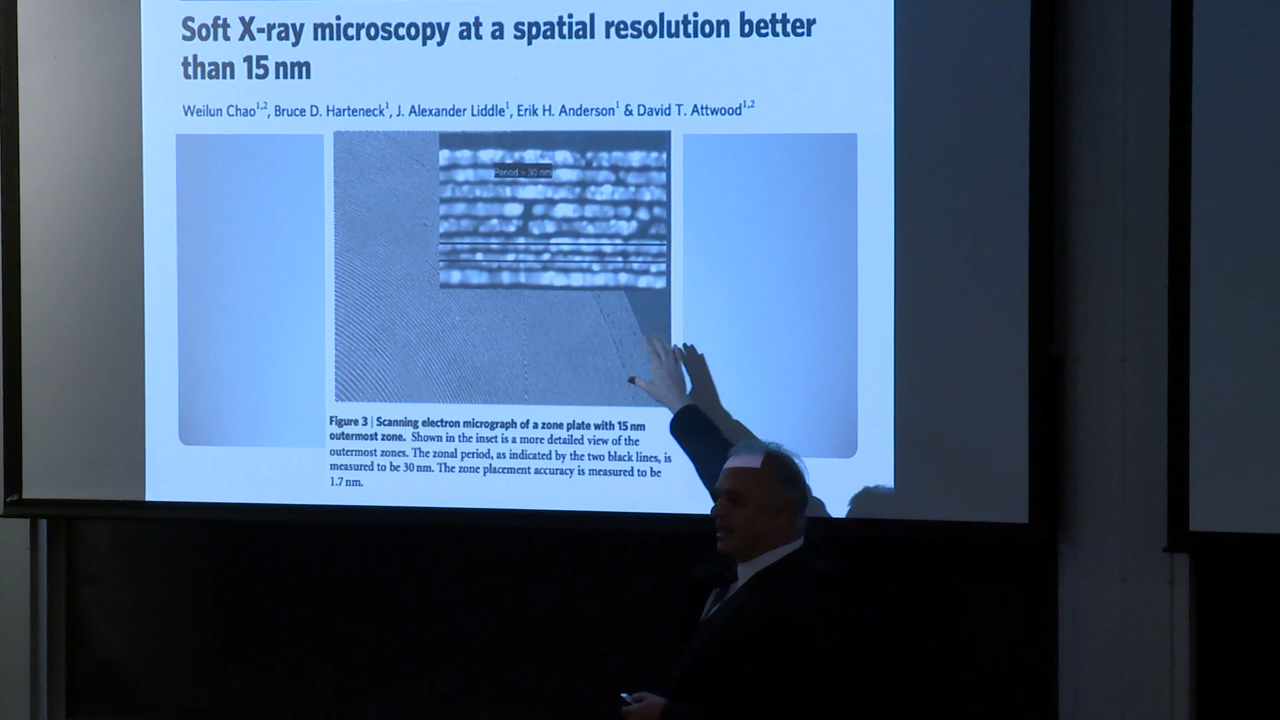 Soft X-ray microscopy at a spatial resolution better
than 15 nm
Weilun Chao1,2, Bruce D. Harteneck1, J. Alexander Liddle1, Erik H. Anderson1 & David T. Attwood1,2
Period = 30 nm
Figure 3 | Scanning electron micrograph of a zone plate with 15 nm
outermost zone. Shown in the inset is a more detailed view of the
outermost zones. The zonal period, as indicated by the two black lines, is
measured to be 30 nm. The zone placement accuracy is measured to be
1.7 nm.